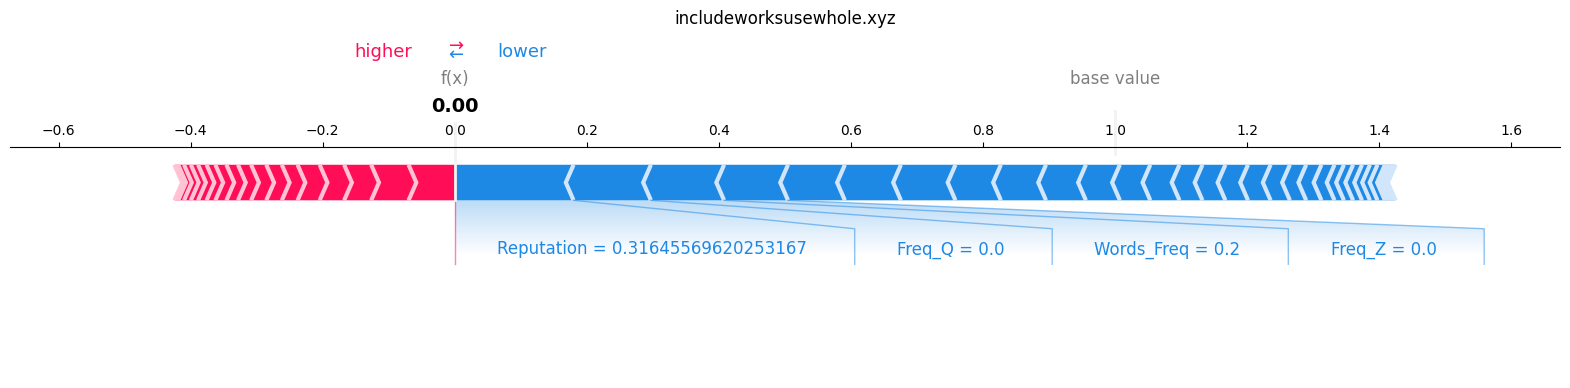 includeworksusewhole.xyz
higher → ← lower
f(x) base value
0.00
−0.6 −0.4 −0.2 0.0 0.2 0.4 0.6 0.8 1.0 1.2 1.4 1.6
Reputation = 0.31645569620253167 Freq_Q = 0.0 Words_Freq = 0.2 Freq_Z = 0.0